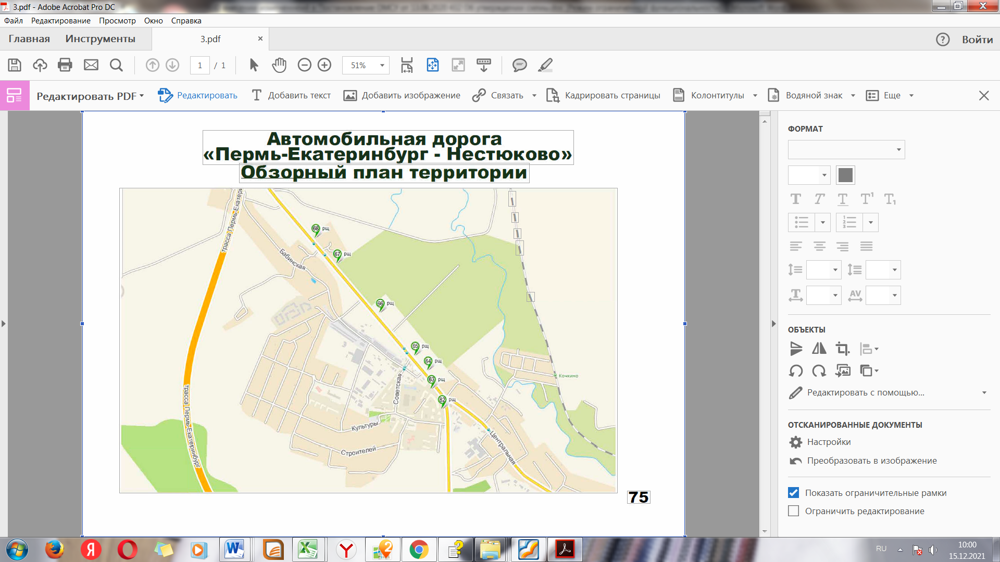 3.pdf - Adobe Acrobat Pro DC
Файл Редактирование Просмотр Окно Справка
Главная Инструменты 3.pdf × ? Войти
1 / 1 51%
Редактировать PDF Редактировать Добавить текст Добавить изображение Связать Кадрировать страницы Колонтитулы Водяной знак Еще
Автомобильная дорога
«Пермь-Екатеринбург - Нестюково»
Обзорный план территории
трасса Пермь-Екатери
68 рщ
67 рщ
Бабинская
66 рщ
65 рщ
64 рщ
63 рщ
62 рщ
Кочкино
Советская
трасса Пермь-Екатеринбург
Культуры
Строителей
Центральная
75
ФОРМАТ
ОБЪЕКТЫ
Редактировать с помощью...
ОТСКАНИРОВАННЫЕ ДОКУМЕНТЫ
Настройки
Преобразовать в изображение
Показать ограничительные рамки
Ограничить редактирование
RU
10:00
15.12.2021